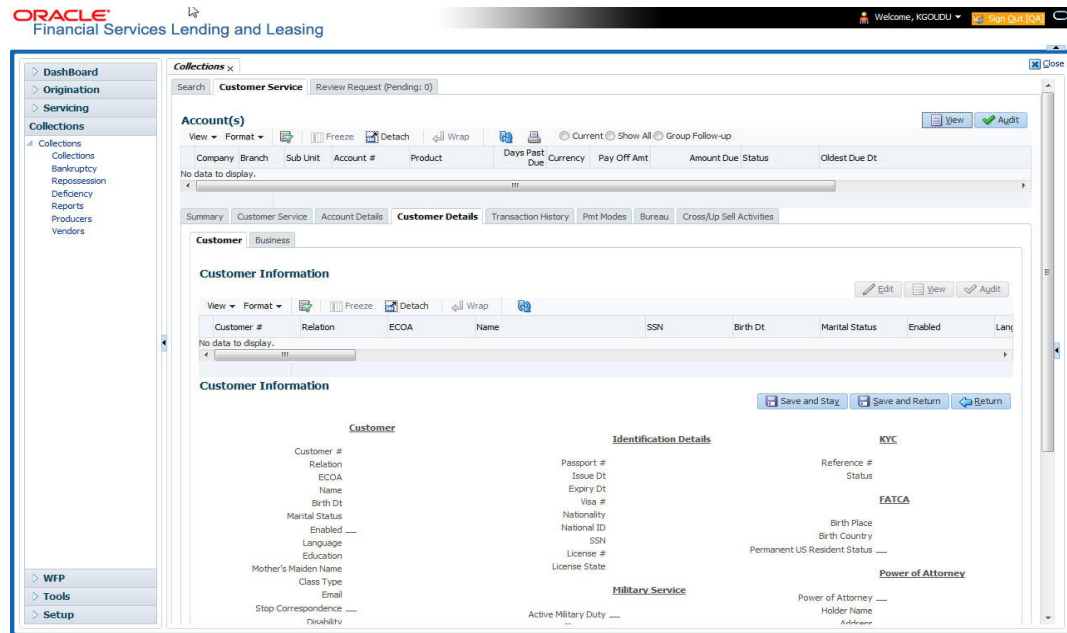 ORACLE
Financial Services Lending and Leasing
Welcome, KGOUDU
Sign Out [QA]
Close
DashBoard
Origination
Servicing
Collections
Collections
Collections
Bankruptcy
Repossession
Deficiency
Reports
Producers
Vendors
WFP
Tools
Setup
Collections
Search Customer Service Review Request (Pending: 0)
Account(s)
View Audit
View Format Freeze Detach Wrap Current Show All Group Follow-up
Company Branch Sub Unit Account # Product Days Past Due Currency Pay Off Amt Amount Due Status Oldest Due Dt
No data to display.
Summary Customer Service Account Details Customer Details Transaction History Pmt Modes Bureau Cross/Up Sell Activities
Customer Business
Customer Information
Edit View Audit
View Format Freeze Detach Wrap
Customer # Relation ECOA Name SSN Birth Dt Marital Status Enabled Lang
No data to display.
Customer Information
Save and Stay Save and Return Return
Customer
Customer #
Relation
ECOA
Name
Birth Dt
Marital Status
Enabled
Language
Education
Mother's Maiden Name
Class Type
Email
Stop Correspondence
Disability
Identification Details
Passport #
Issue Dt
Expiry Dt
Visa #
Nationality
National ID
SSN
License #
License State
Military Service
Active Military Duty
KYC
Reference #
Status
FATCA
Birth Place
Birth Country
Permanent US Resident Status
Power of Attorney
Power of Attorney
Holder Name
Address